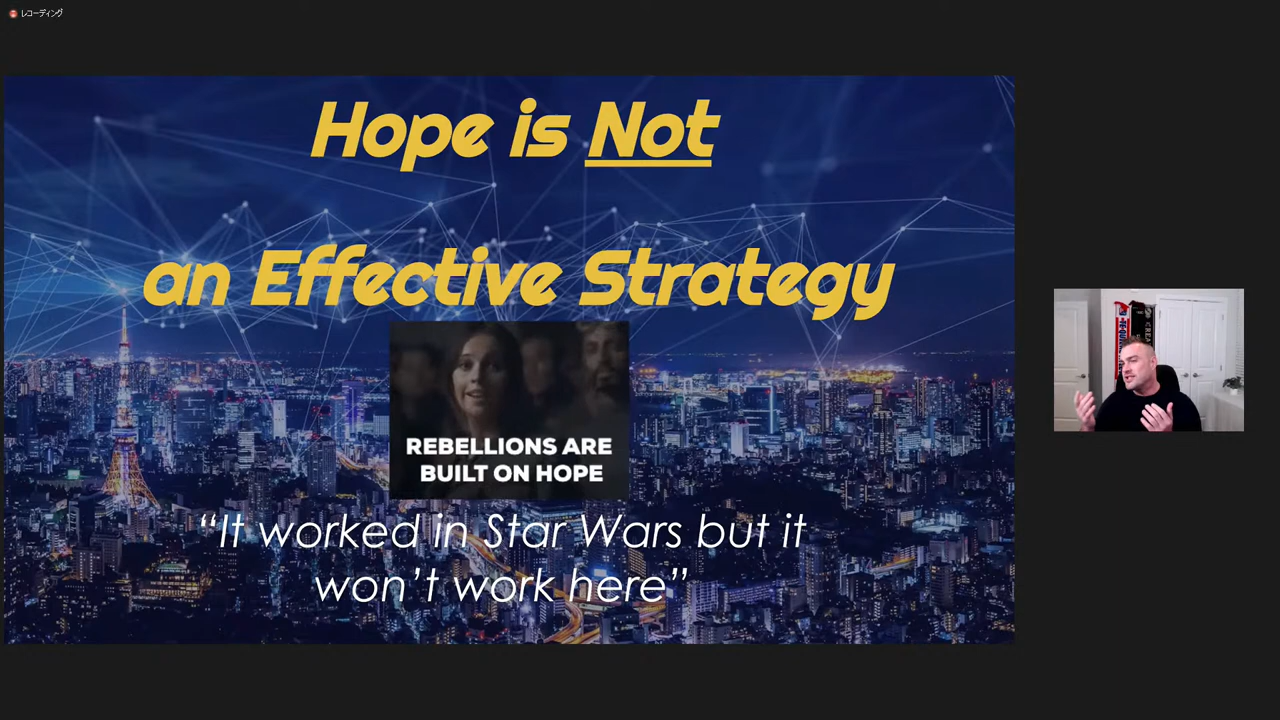 レコーディング
Hope is Not
an Effective Strategy
REBELLIONS ARE
BUILT ON HOPE
“It worked in Star Wars but it
won’t work here”